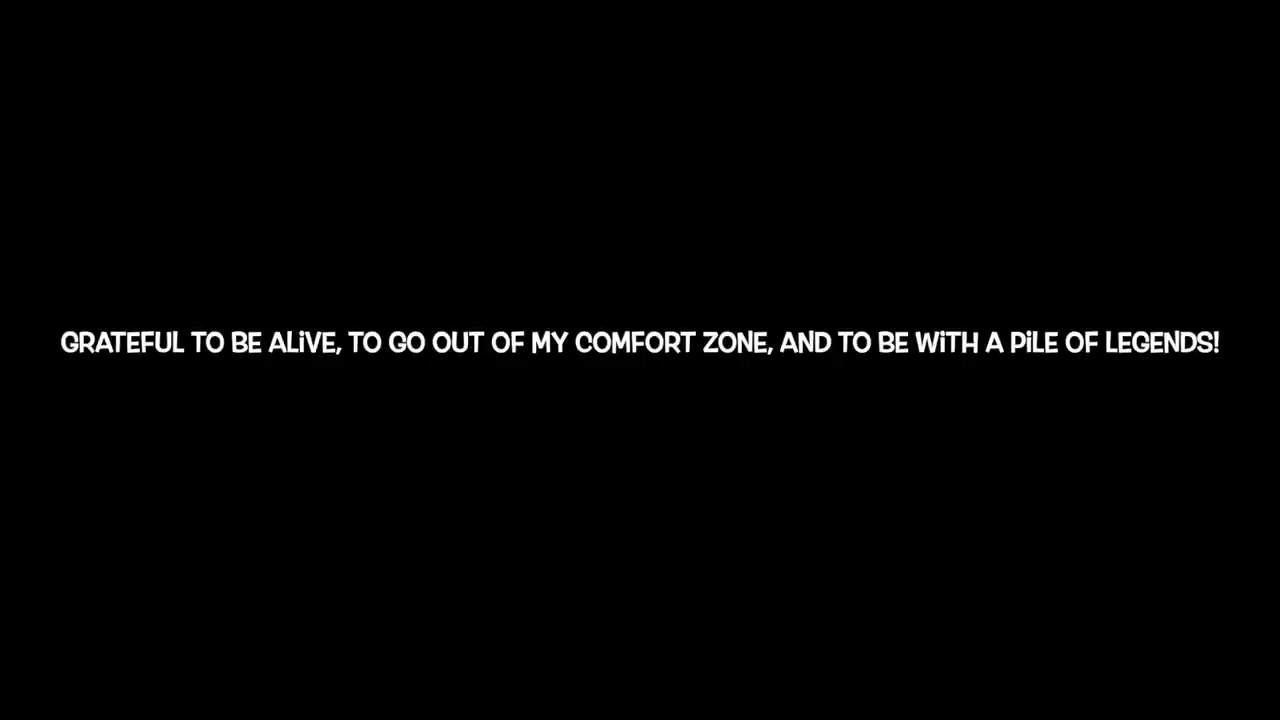 GRATEFUL TO BE ALiVE, TO GO OUT OF MY COMFORT ZONE, AND TO BE WiTH A PiLE OF LEGENDS!